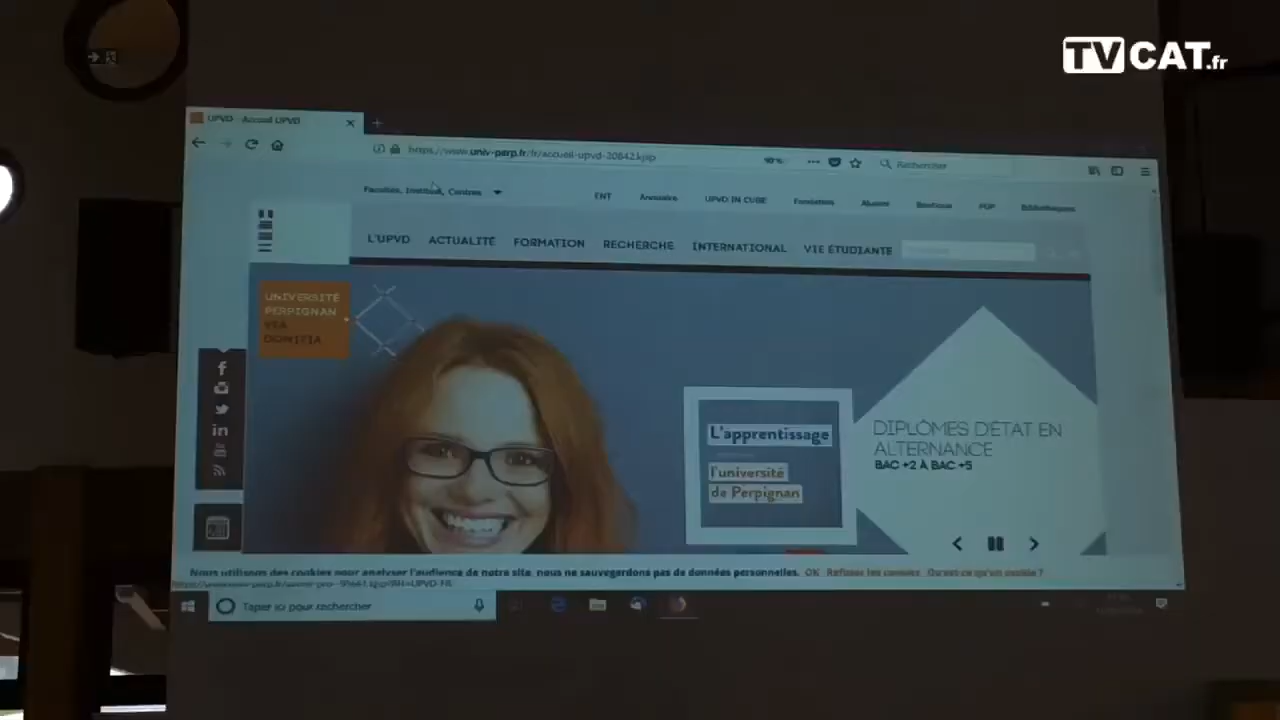 TVCAT.fr
UPVD - Accueil UPVD
https://www.univ-perp.fr/fr/accueil-upvd-20842.kjsp
Rechercher
Facultés, Instituts, Centres
ENT
Annuaire
UPVD IN CUBE
Fondation
Alumni
Boutique
Bibliothèques
L'UPVD
ACTUALITÉ
FORMATION
RECHERCHE
INTERNATIONAL
VIE ÉTUDIANTE
UNIVERSITÉ
PERPIGNAN
VIA
DOMITIA
L'apprentissage
l'université
de Perpignan
DIPLÔMES D'ÉTAT EN
ALTERNANCE
BAC +2 À BAC +5
Nous utilisons des cookies pour analyser l'audience de notre site, nous ne sauvegardons pas de données personnelles. OK Refuser les cookies Qu'est ce qu'un cookie ?
Taper ici pour rechercher